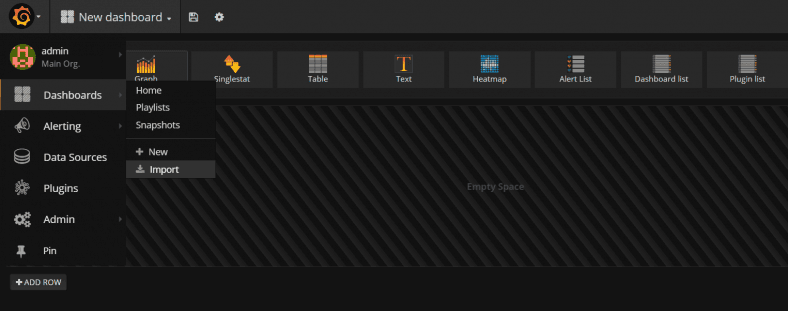 New dashboard
admin
Main Org.
Graph
Singlestat
Table
Text
Heatmap
Alert List
Dashboard list
Plugin list
Dashboards
Home
Playlists
Snapshots
New
Import
Alerting
Data Sources
Plugins
Admin
Pin
Empty Space
+ ADD ROW